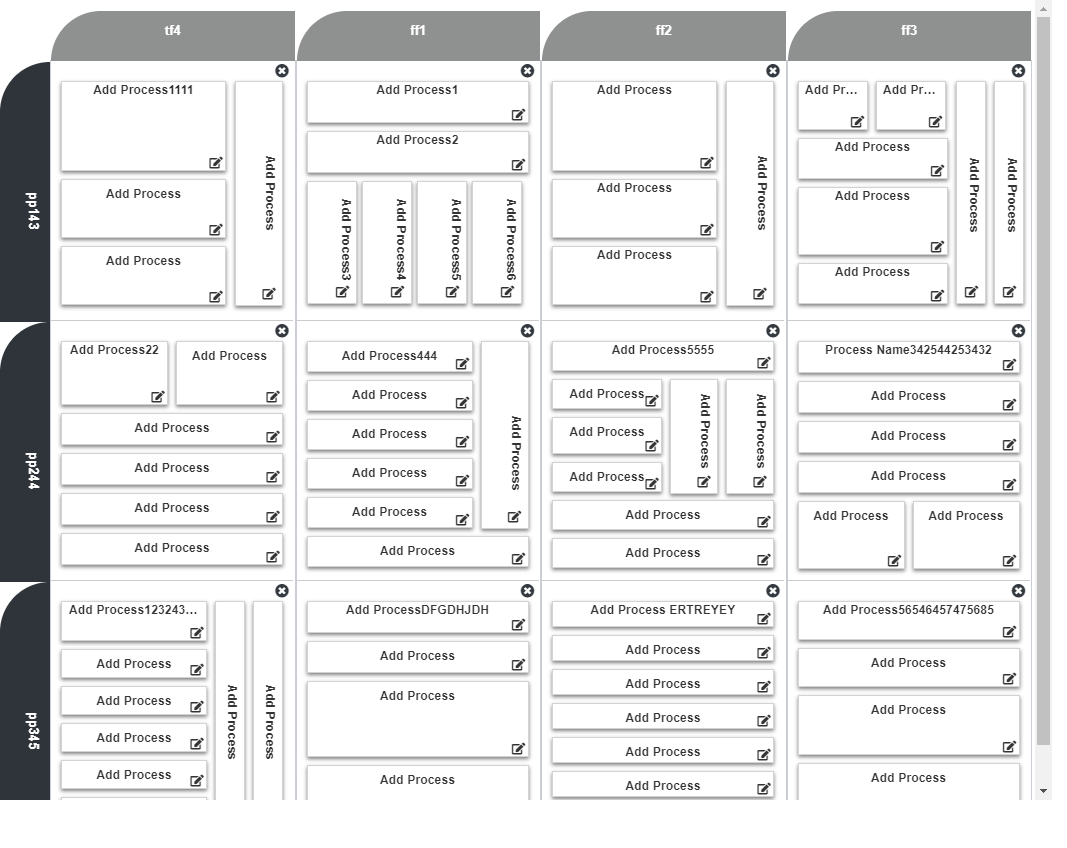 tf4
ff1
ff2
ff3
pp143
Add Process1111
Add Process
Add Process
Add Process
Add Process1
Add Process2
Add Process3
Add Process4
Add Process5
Add Process6
Add Process
Add Process
Add Process
Add Process
Add Pr...
Add Pr...
Add Process
Add Process
Add Process
Add Process
Add Process
pp244
Add Process22
Add Process
Add Process
Add Process
Add Process
Add Process
Add Process444
Add Process
Add Process
Add Process
Add Process
Add Process
Add Process
Add Process5555
Add Process
Add Process
Add Process
Add Process
Add Process
Add Process
Add Process
Process Name342544253432
Add Process
Add Process
Add Process
Add Process
Add Process
pp345
Add Process123243...
Add Process
Add Process
Add Process
Add Process
Add Process
Add Process
Add ProcessDFGDHJDH
Add Process
Add Process
Add Process
Add Process ERTREYEY
Add Process
Add Process
Add Process
Add Process
Add Process
Add Process56546457475685
Add Process
Add Process
Add Process